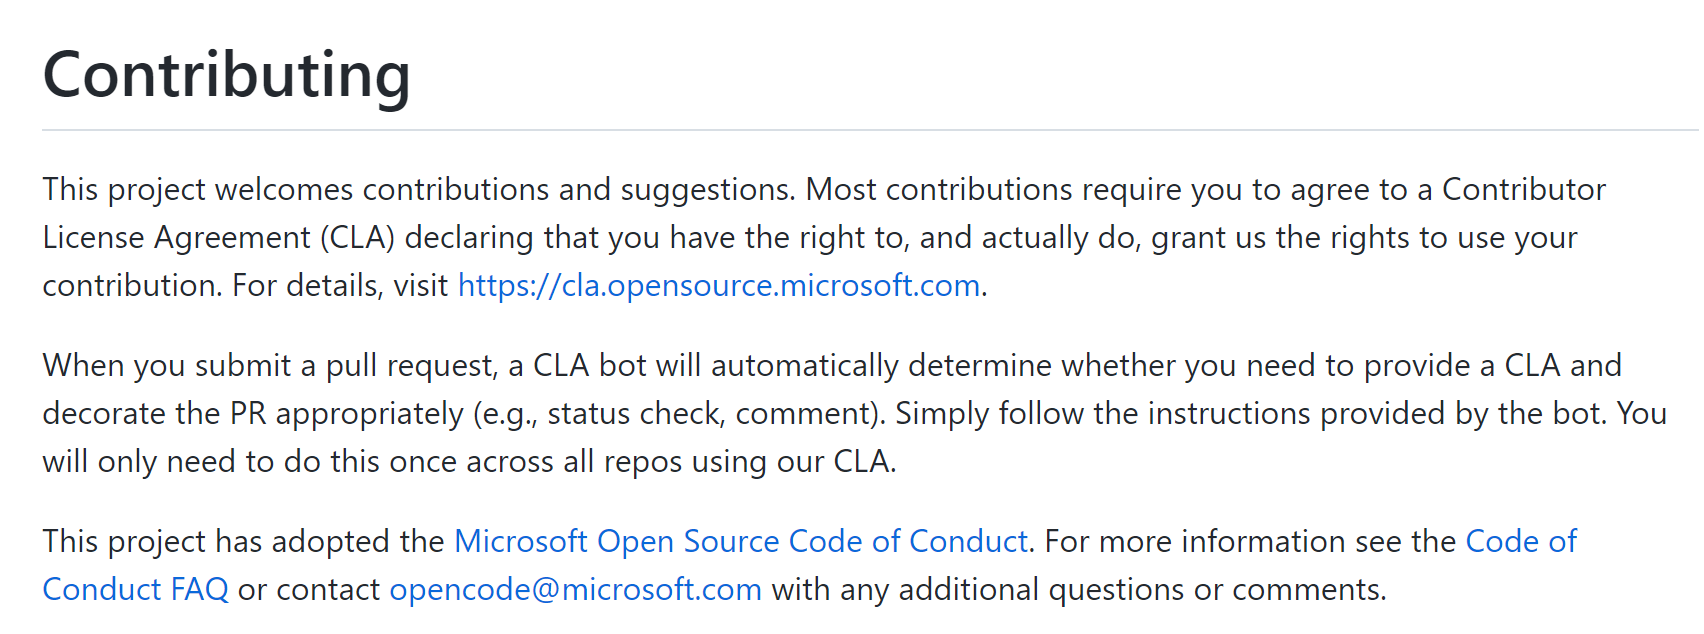 Contributing
This project welcomes contributions and suggestions. Most contributions require you to agree to a Contributor
License Agreement (CLA) declaring that you have the right to, and actually do, grant us the rights to use your
contribution. For details, visit https://cla.opensource.microsoft.com.
When you submit a pull request, a CLA bot will automatically determine whether you need to provide a CLA and
decorate the PR appropriately (e.g., status check, comment). Simply follow the instructions provided by the bot. You
will only need to do this once across all repos using our CLA.
This project has adopted the Microsoft Open Source Code of Conduct. For more information see the Code of
Conduct FAQ or contact opencode@microsoft.com with any additional questions or comments.